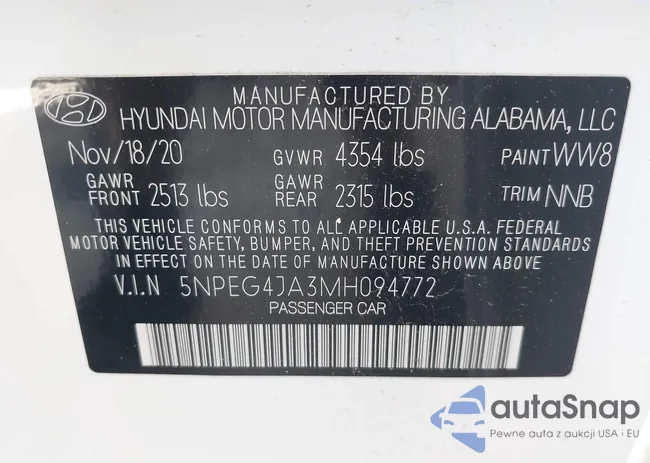 MANUFACTURED BY
HYUNDAI MOTOR MANUFACTURING ALABAMA, LLC
Nov/18/20 GVWR 4354 lbs PAINT WW8
GAWR FRONT 2513 lbs GAWR REAR 2315 lbs TRIM NNB
THIS VEHICLE CONFORMS TO ALL APPLICABLE U.S.A. FEDERAL
MOTOR VEHICLE SAFETY, BUMPER, AND THEFT PREVENTION STANDARDS
IN EFFECT ON THE DATE OF MANUFACTURE SHOWN ABOVE
V.I.N 5NPEG4JA3MH094772
PASSENGER CAR
autaSnap
Pewne auta z aukcji USA i EU